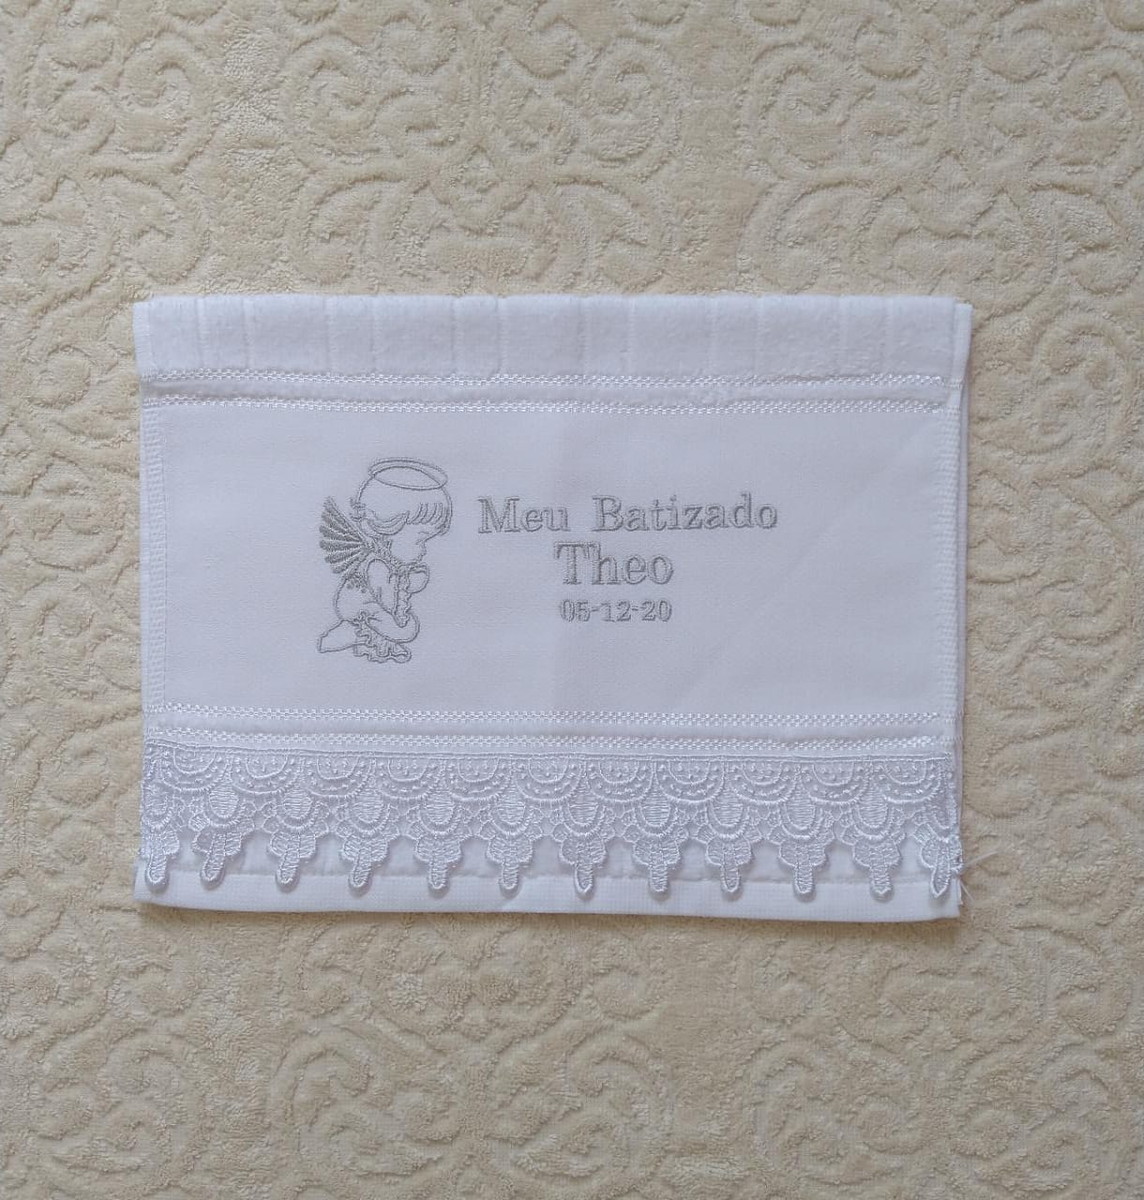 Meu Batizado
Theo
05-12-20